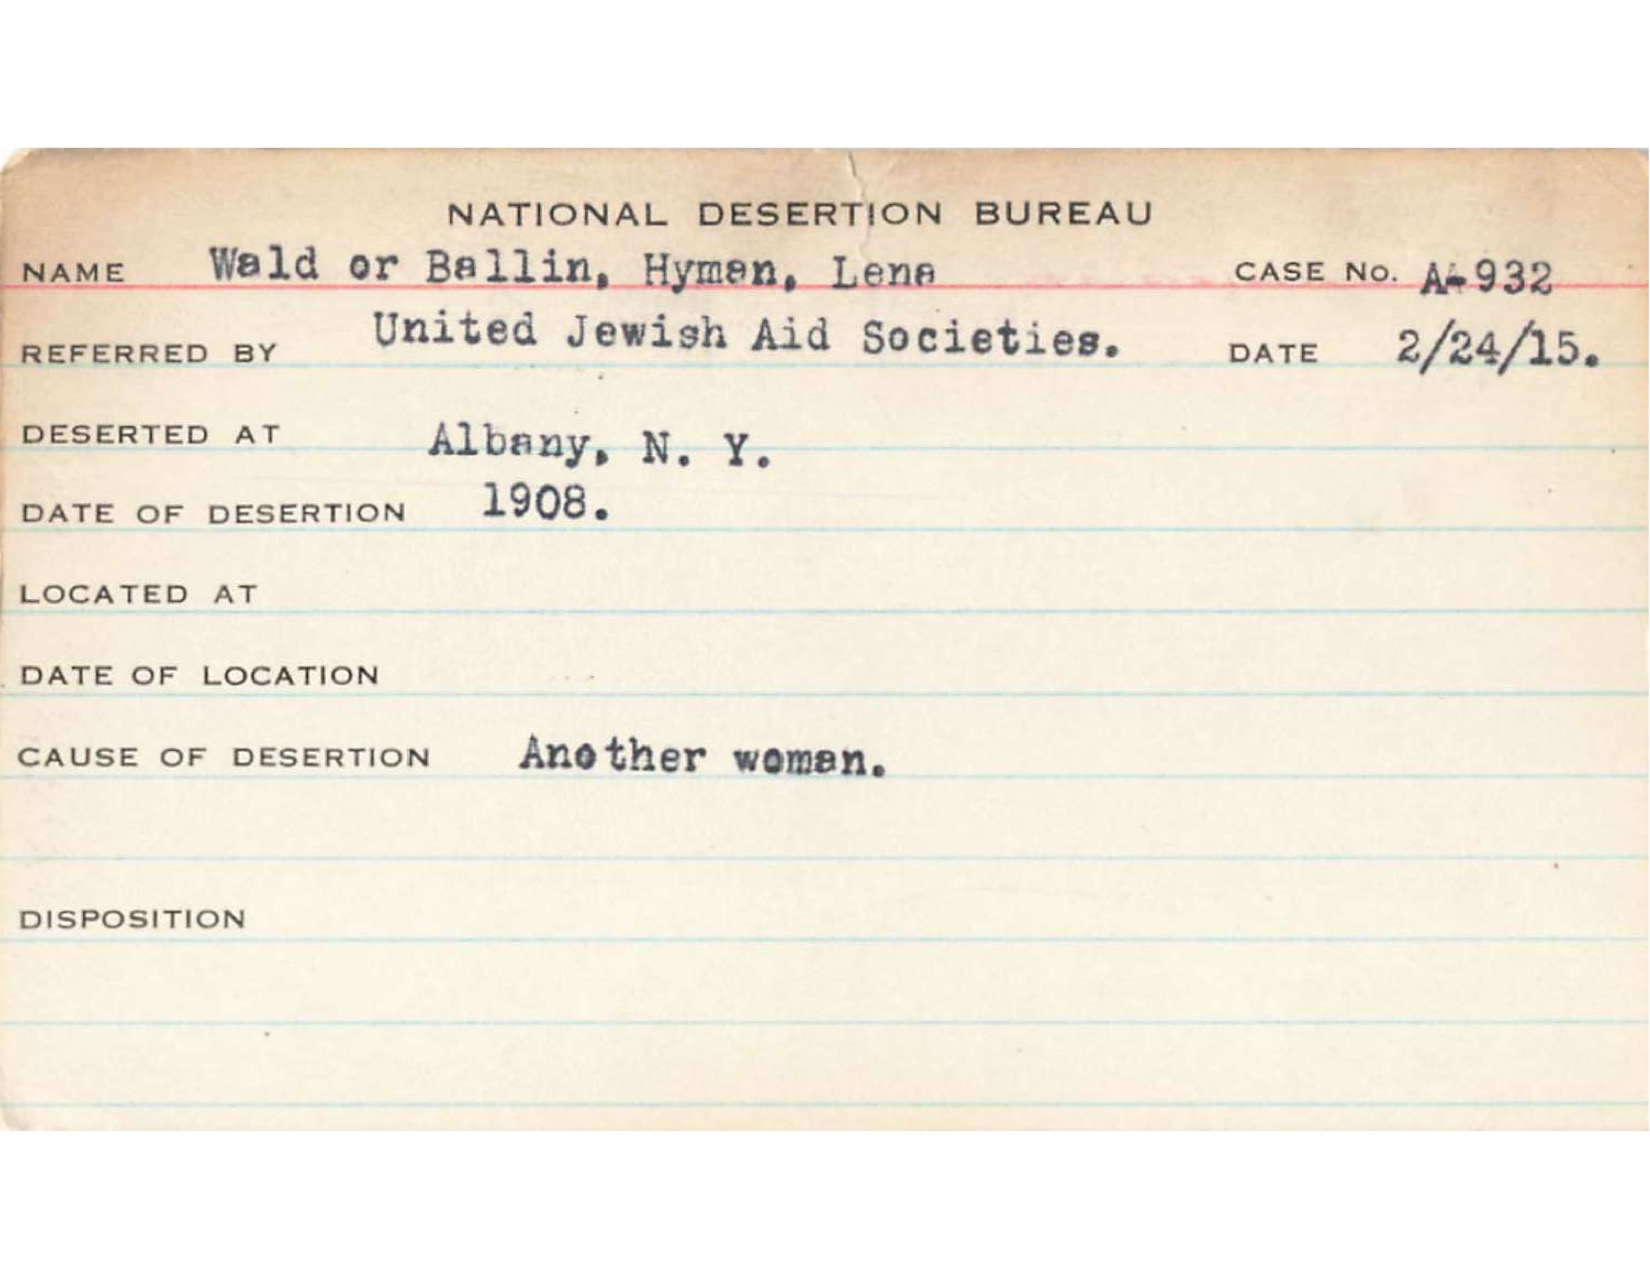 NATIONAL DESERTION BUREAU
NAME Wald or Ballin, Hyman, Lena CASE No. A-932
REFERRED BY United Jewish Aid Societies. DATE 2/24/15.
DESERTED AT Albany, N. Y.
DATE OF DESERTION 1908.
LOCATED AT
DATE OF LOCATION
CAUSE OF DESERTION Another woman.
DISPOSITION